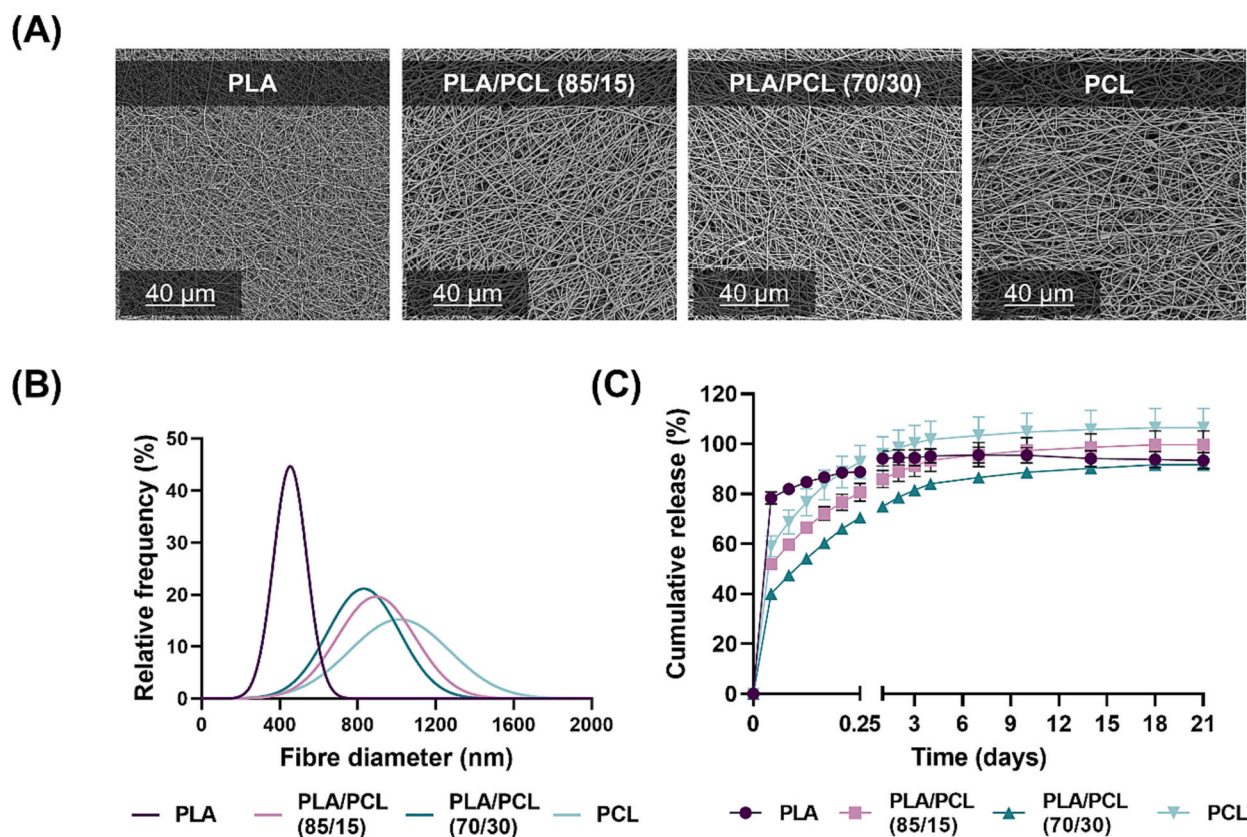 (A)
PLA
PLA/PCL (85/15)
PLA/PCL (70/30)
PCL
40 µm
40 µm
40 µm
40 µm
(B)
Relative frequency (%)
50
40
30
20
10
0
0
400
800
1200
1600
2000
Fibre diameter (nm)
PLA
PLA/PCL
(85/15)
PLA/PCL
(70/30)
PCL
(C)
Cumulative release (%)
120
100
80
60
40
20
0
0
0.25
3
6
9
12
15
18
21
Time (days)
PLA
PLA/PCL
(85/15)
PLA/PCL
(70/30)
PCL